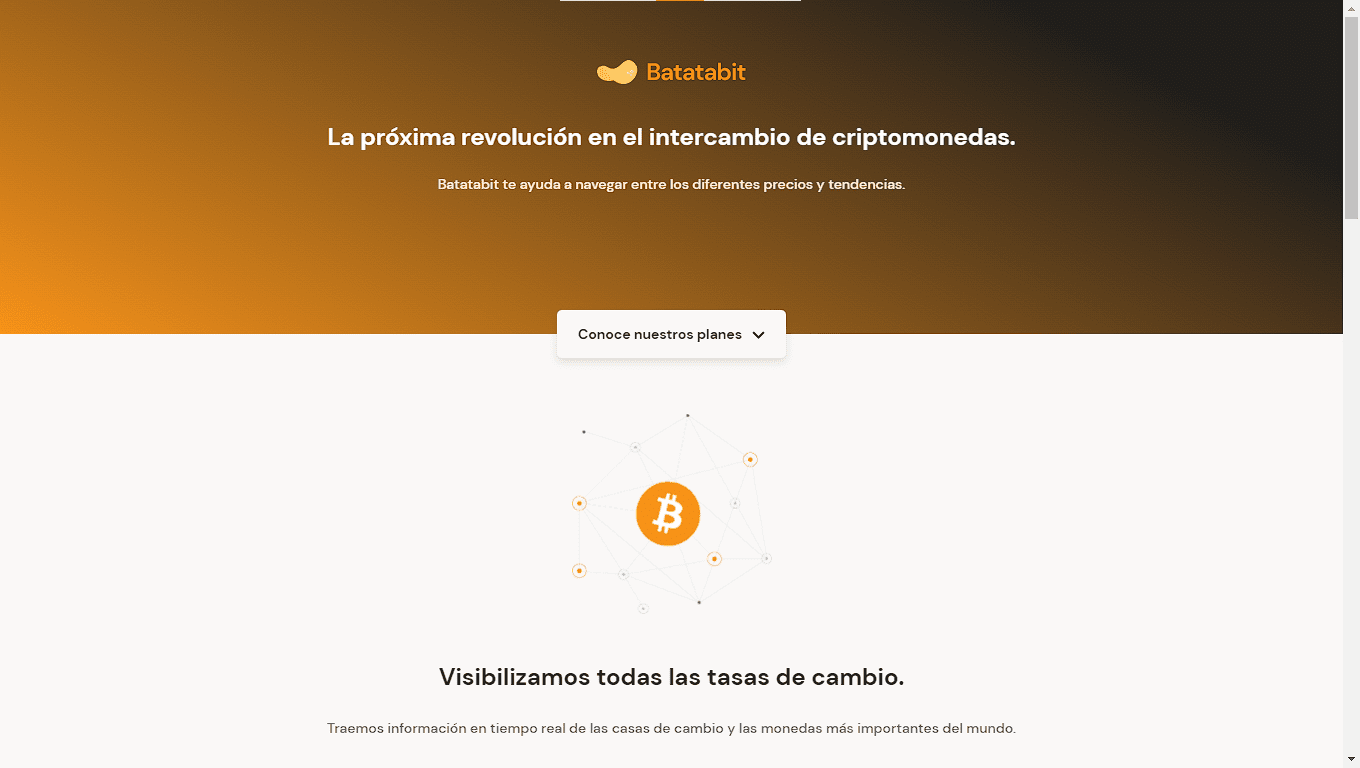 Batatabit
La próxima revolución en el intercambio de criptomonedas.
Batatabit te ayuda a navegar entre los diferentes precios y tendencias.
Conoce nuestros planes
Visibilizamos todas las tasas de cambio.
Traemos información en tiempo real de las casas de cambio y las monedas más importantes del mundo.